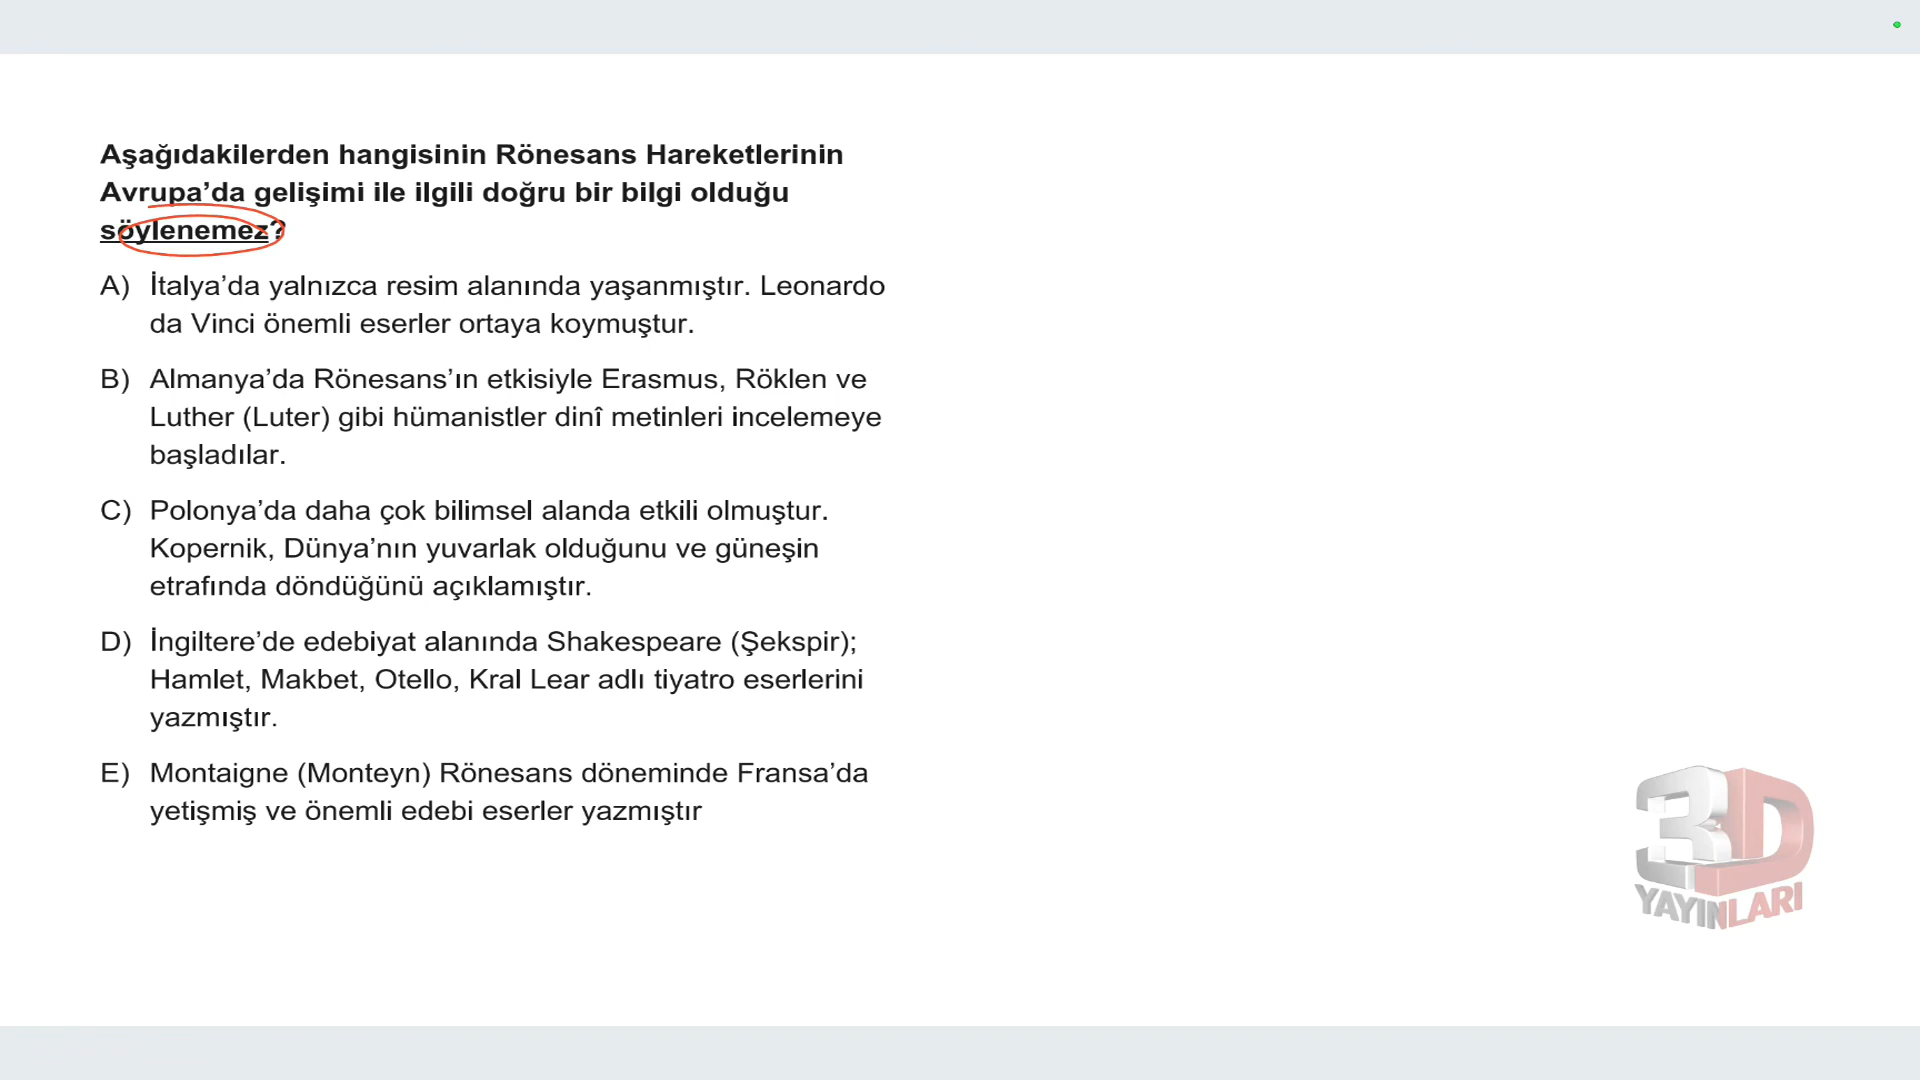 Aşağıdakilerden hangisinin Rönesans Hareketlerinin
Avrupa’da gelişimi ile ilgili doğru bir bilgi olduğu
söylenemez?
A) İtalya’da yalnızca resim alanında yaşanmıştır. Leonardo
da Vinci önemli eserler ortaya koymuştur.
B) Almanya’da Rönesans’ın etkisiyle Erasmus, Röklen ve
Luther (Luter) gibi hümanistler dinî metinleri incelemeye
başladılar.
C) Polonya’da daha çok bilimsel alanda etkili olmuştur.
Kopernik, Dünya’nın yuvarlak olduğunu ve güneşin
etrafında döndüğünü açıklamıştır.
D) İngiltere’de edebiyat alanında Shakespeare (Şekspir);
Hamlet, Makbet, Otello, Kral Lear adlı tiyatro eserlerini
yazmıştır.
E) Montaigne (Monteyn) Rönesans döneminde Fransa’da
yetişmiş ve önemli edebi eserler yazmıştır
3D
YAYINLARI